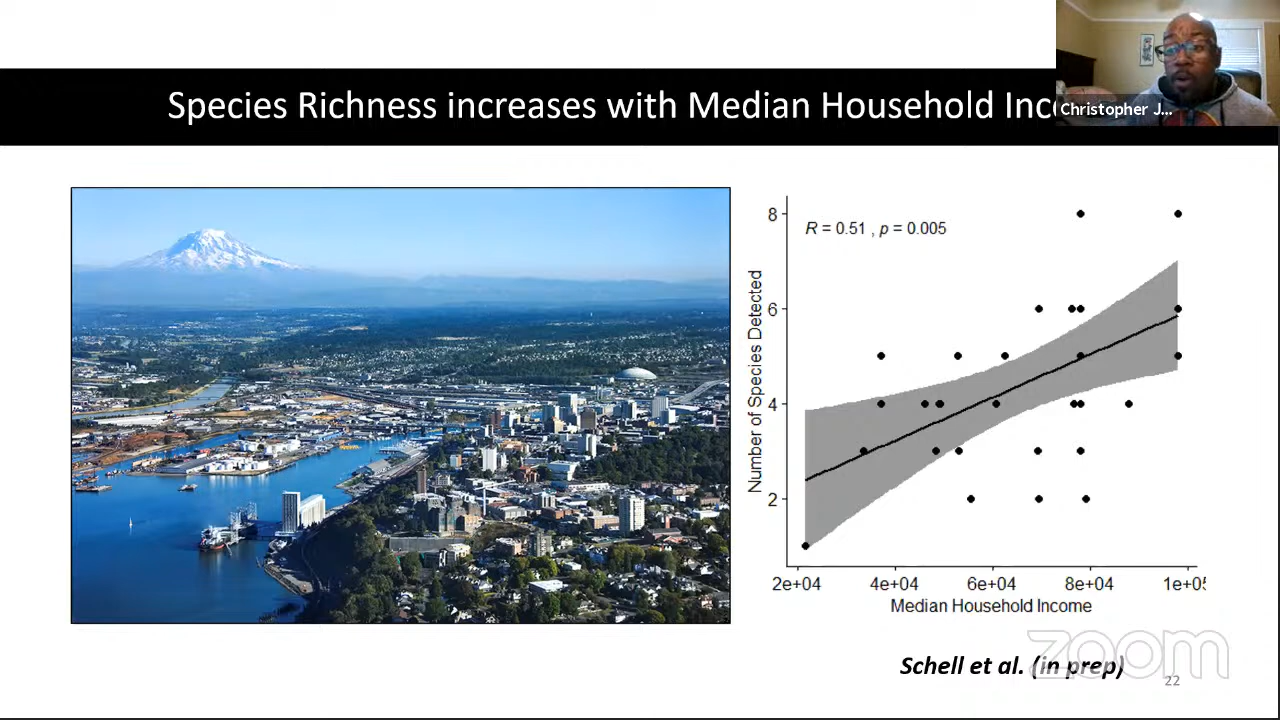 Species Richness increases with Median Household Inco
Christopher J...
R = 0.51 , p = 0.005
8
6
4
2
Number of Species Detected
2e+04 4e+04 6e+04 8e+04 1e+05
Median Household Income
Schell et al. (in prep)
zoom
22